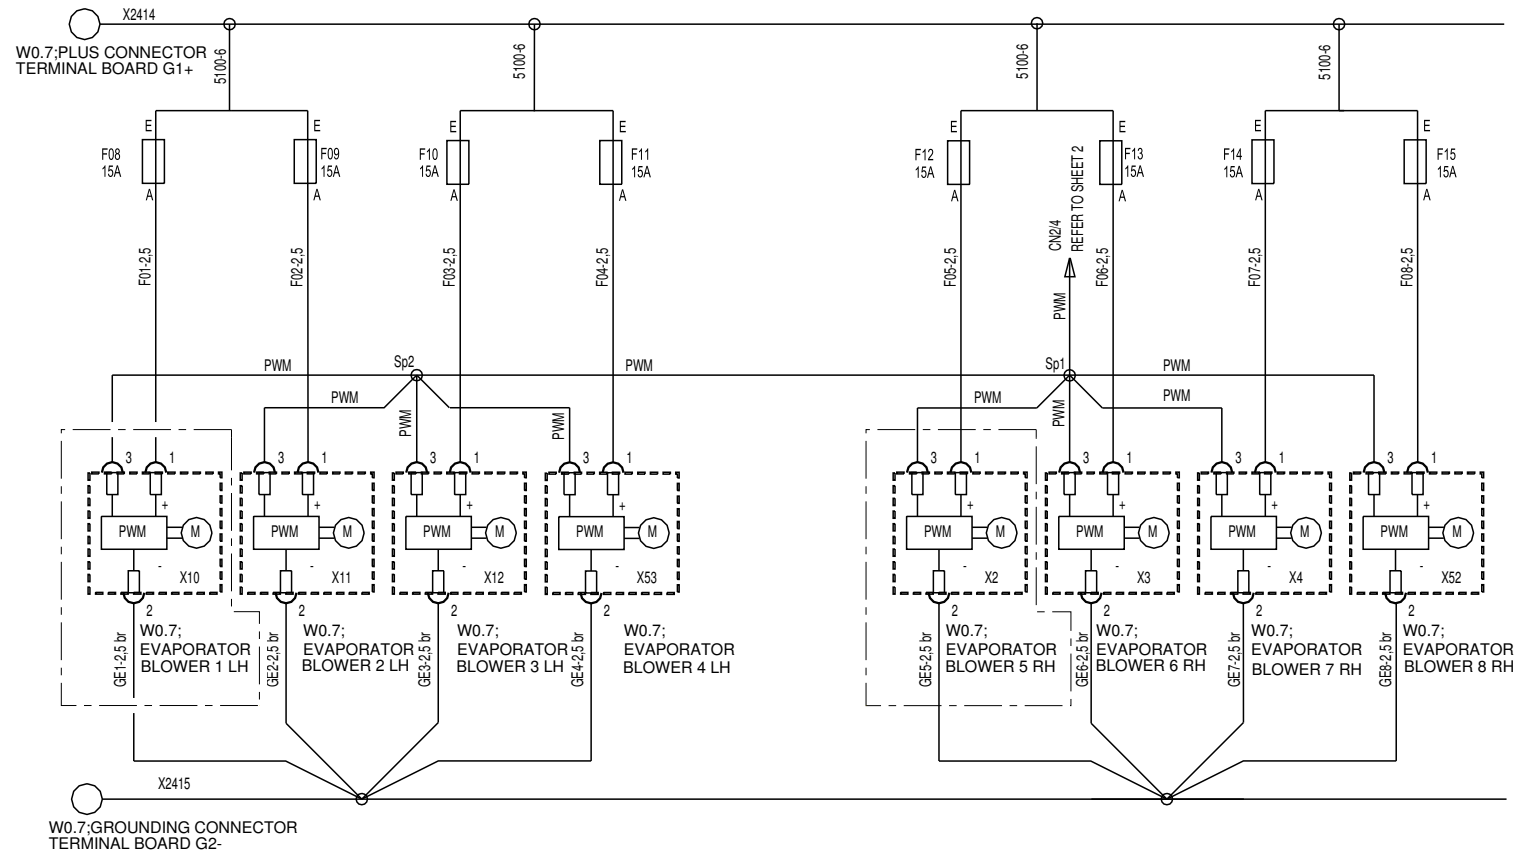 X2414
W0.7;PLUS CONNECTOR
TERMINAL BOARD G1+
5100-6
5100-6
5100-6
5100-6
E
E
E
E
E
E
E
E
F08
15A
F09
15A
F10
15A
F11
15A
F12
15A
F13
15A
F14
15A
F15
15A
A
A
A
A
A
A
A
A
CN2/4
REFER TO SHEET 2
F01-2,5
F02-2,5
F03-2,5
F04-2,5
F05-2,5
F06-2,5
F07-2,5
F08-2,5
PWM
PWM
Sp2
PWM
Sp1
PWM
PWM
PWM
PWM
PWM
PWM
PWM
PWM
3
1
3
1
3
1
3
1
3
1
3
1
3
1
3
1
+
+
+
+
+
+
+
+
PWM
M
PWM
M
PWM
M
PWM
M
PWM
M
PWM
M
PWM
M
PWM
M
-
-
-
-
-
-
-
-
X10
X11
X12
X53
X2
X3
X4
X52
2
2
2
2
2
2
2
2
GE1-2,5 br
W0.7;
EVAPORATOR
BLOWER 1 LH
GE2-2,5 br
W0.7;
EVAPORATOR
BLOWER 2 LH
GE3-2,5 br
W0.7;
EVAPORATOR
BLOWER 3 LH
GE4-2,5 br
W0.7;
EVAPORATOR
BLOWER 4 LH
GE5-2,5 br
W0.7;
EVAPORATOR
BLOWER 5 RH
GE6-2,5 br
W0.7;
EVAPORATOR
BLOWER 6 RH
GE7-2,5 br
W0.7;
EVAPORATOR
BLOWER 7 RH
GE8-2,5 br
W0.7;
EVAPORATOR
BLOWER 8 RH
X2415
W0.7;GROUNDING CONNECTOR
TERMINAL BOARD G2-